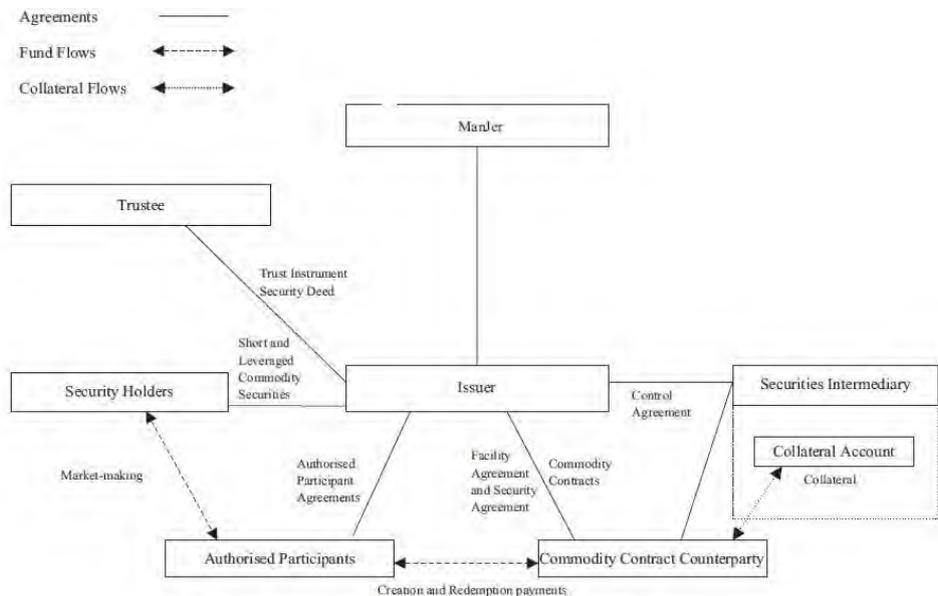 Agreements
Fund Flows
Collateral Flows
ManJer
Trustee
Trust Instrument
Security Deed
Short and
Leveraged
Commodity
Securities
Security Holders
Issuer
Securities Intermediary
Control
Agreement
Collateral Account
Collateral
Market-making
Authorised
Participant
Agreements
Facility
Agreement
and Security
Agreement
Commodity
Contracts
Authorised Participants
Commodity Contract Counterparty
Creation and Redemption payments